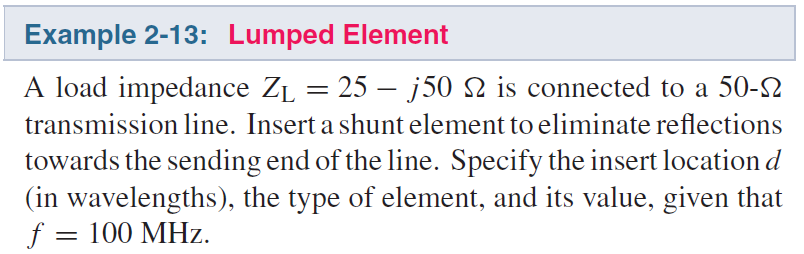 Example 2-13: Lumped Element
A load impedance Z_L = 25 − j50 Ω is connected to a 50-Ω
transmission line. Insert a shunt element to eliminate reflections
towards the sending end of the line. Specify the insert location d
(in wavelengths), the type of element, and its value, given that
f = 100 MHz.